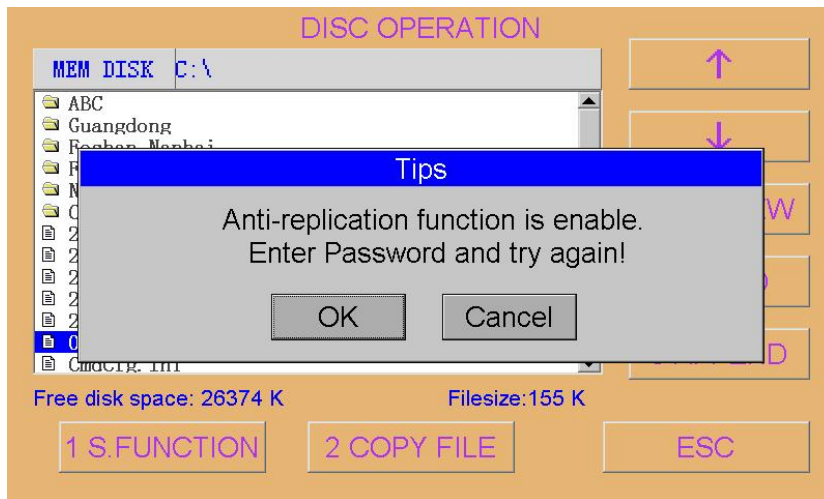 DISC OPERATION
MEM DISK C:\
↑
ABC
Guangdong
↓
Tips
Anti-replication function is enable.
Enter Password and try again!
OK
Cancel
Free disk space: 26374 K
Filesize:155 K
1 S.FUNCTION
2 COPY FILE
ESC